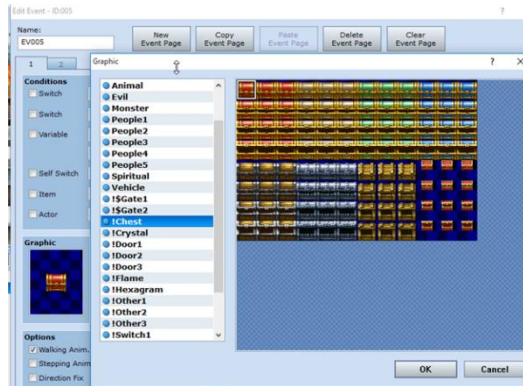 Edit Event - ID:005
?
Name:
EV005
New
Event Page
Copy
Event Page
Paste
Event Page
Delete
Event Page
Clear
Event Page
1
2
Conditions
Switch
Switch
Variable
Self Switch
Item
Actor
Graphic
Options
Walking Anim.
Stepping Anim
Direction Fix
Graphic
?
X
Animal
Evil
Monster
People1
People2
People3
People4
People5
Spiritual
Vehicle
!$Gate1
!$Gate2
!Chest
!Crystal
!Door1
!Door2
!Door3
!Flame
!Hexagram
!Other1
!Other2
!Other3
!Switch1
OK
Cancel